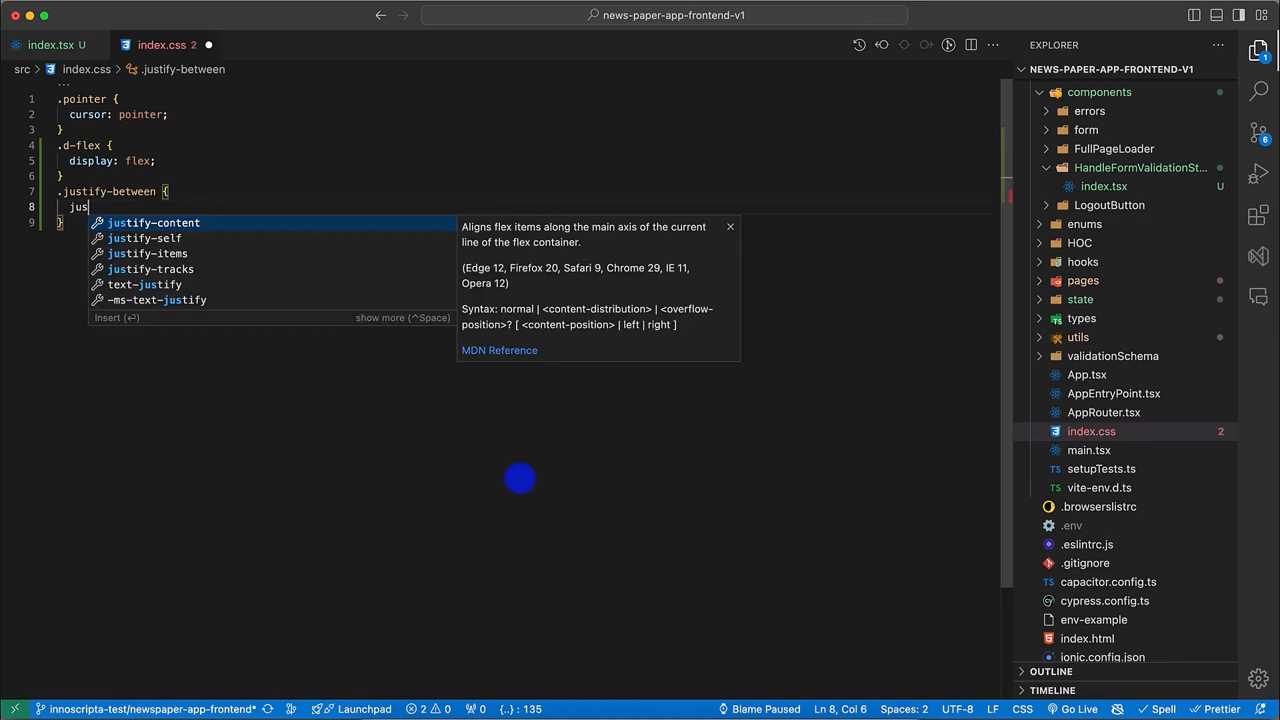 news-paper-app-frontend-v1
index.tsx U
index.css 2
EXPLORER
src > index.css > .justify-between
NEWS-PAPER-APP-FRONTEND-V1
1 .pointer {
2 cursor: pointer;
3 }
4 .d-flex {
5 display: flex;
6 }
7 .justify-between {
8 jus
9 }
justify-content
justify-self
justify-items
justify-tracks
text-justify
-ms-text-justify
Insert (⏎) show more (^Space)
Aligns flex items along the main axis of the current
line of the flex container.
(Edge 12, Firefox 20, Safari 9, Chrome 29, IE 11,
Opera 12)
Syntax: normal | <content-distribution> | <overflow-
position>? [ <content-position> | left | right ]
MDN Reference
components
errors
form
FullPageLoader
HandleFormValidationSt...
index.tsx U
LogoutButton
enums
HOC
hooks
pages
state
types
utils
validationSchema
App.tsx
AppEntryPoint.tsx
AppRouter.tsx
index.css 2
main.tsx
setupTests.ts
vite-env.d.ts
.browserslistrc
.env
.eslintrc.js
.gitignore
capacitor.config.ts
cypress.config.ts
env-example
index.html
ionic.config.json
OUTLINE
TIMELINE
1
6
innoscripta-test/newspaper-app-frontend* Launchpad 2 0 0 {..} : 135 Blame Paused Ln 8, Col 6 Spaces: 2 UTF-8 LF CSS Go Live Spell Prettier